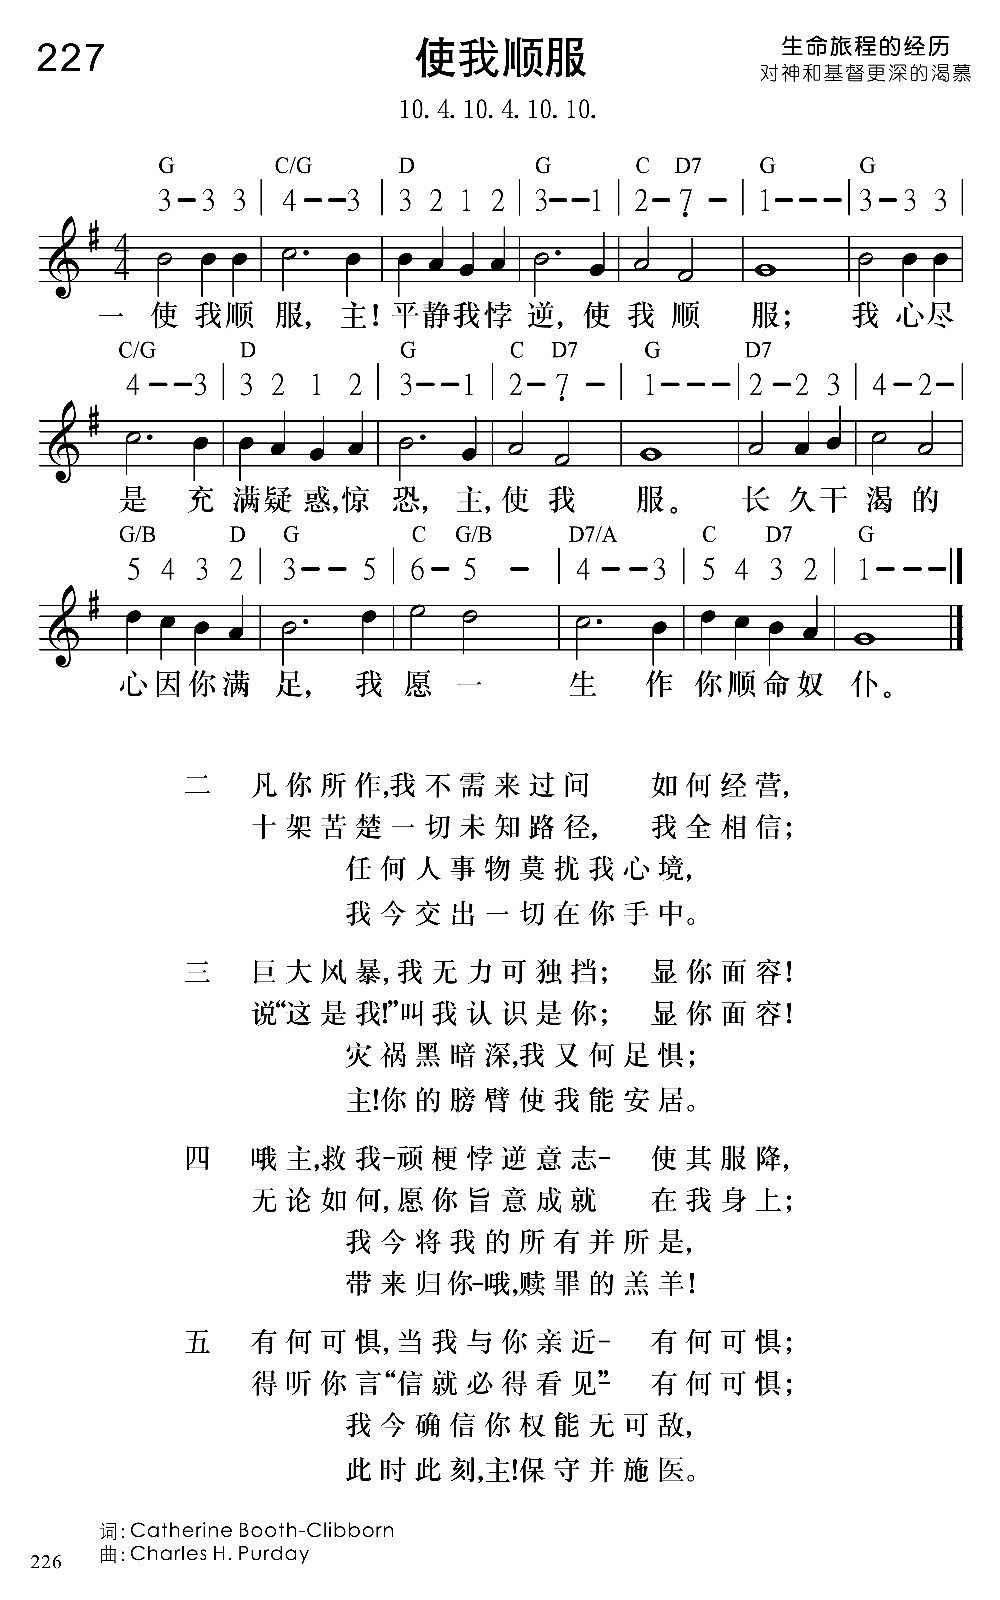 227
使我顺服
生命旅程的经历
对神和基督更深的渴慕
10. 4. 10. 4. 10. 10.
G C/G D G C D7 G G
3-3 3 | 4--3 | 3 2 1 2 | 3--1 | 2-7̣- | 1--- | 3-3 3 |
一 使 我顺 服, 主! 平静我悖 逆, 使 我 顺 服; 我 心尽
C/G D G C D7 G D7
4--3 | 3 2 1 2 | 3--1 | 2-7̣- | 1--- | 2-2 3 | 4-2- |
是 充 满疑 惑,惊 恐, 主,使 我 服。 长 久干 渴 的
G/B D G C G/B D7/A C D7 G
5 4 3 2 | 3--5 | 6-5 - | 4--3 | 5 4 3 2 | 1--- ||
心因你满 足, 我 愿 一 生 作 你顺命奴 仆。
二 凡你所作,我不需来过问 如何经营,
十架苦楚一切未知路径, 我全相信;
任何人事物莫扰我心境,
我今交出一切在你手中。
三 巨大风暴,我无力可独挡; 显你面容!
说“这是我!”叫我认识是你; 显你面容!
灾祸黑暗深,我又何足惧;
主!你的膀臂使我能安居。
四 哦主,救我-顽梗悖逆意志- 使其服降,
无论如何,愿你旨意成就 在我身上;
我今将我的所有并所是,
带来归你-哦,赎罪的羔羊!
五 有何可惧,当我与你亲近- 有何可惧;
得听你言“信就必得看见”- 有何可惧;
我今确信你权能无可敌,
此时此刻,主!保守并施医。
词: Catherine Booth-Clibborn
曲: Charles H. Purday
226